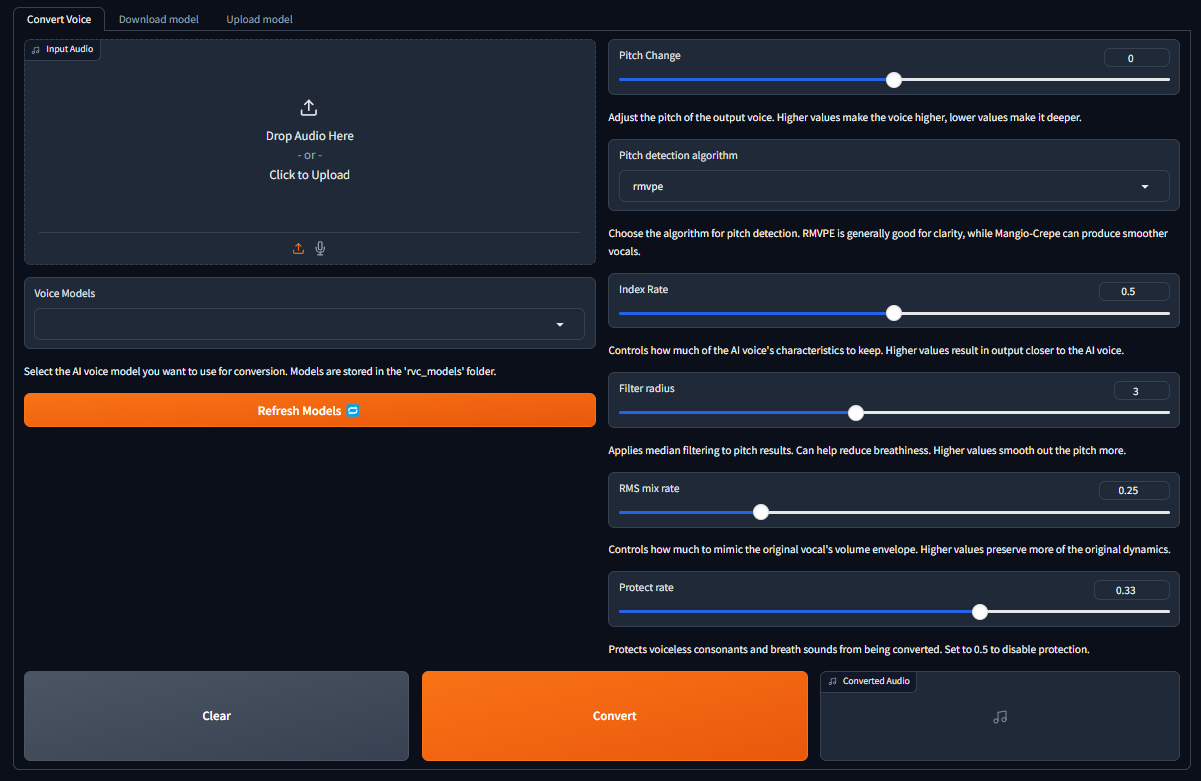 Convert Voice
Download model
Upload model
Input Audio
Drop Audio Here
- or -
Click to Upload
Voice Models
Select the AI voice model you want to use for conversion. Models are stored in the 'rvc_models' folder.
Refresh Models
Pitch Change
0
Adjust the pitch of the output voice. Higher values make the voice higher, lower values make it deeper.
Pitch detection algorithm
rmvpe
Choose the algorithm for pitch detection. RMVPE is generally good for clarity, while Mangio-Crepe can produce smoother
vocals.
Index Rate
0.5
Controls how much of the AI voice's characteristics to keep. Higher values result in output closer to the AI voice.
Filter radius
3
Applies median filtering to pitch results. Can help reduce breathiness. Higher values smooth out the pitch more.
RMS mix rate
0.25
Controls how much to mimic the original vocal's volume envelope. Higher values preserve more of the original dynamics.
Protect rate
0.33
Protects voiceless consonants and breath sounds from being converted. Set to 0.5 to disable protection.
Clear
Convert
Converted Audio